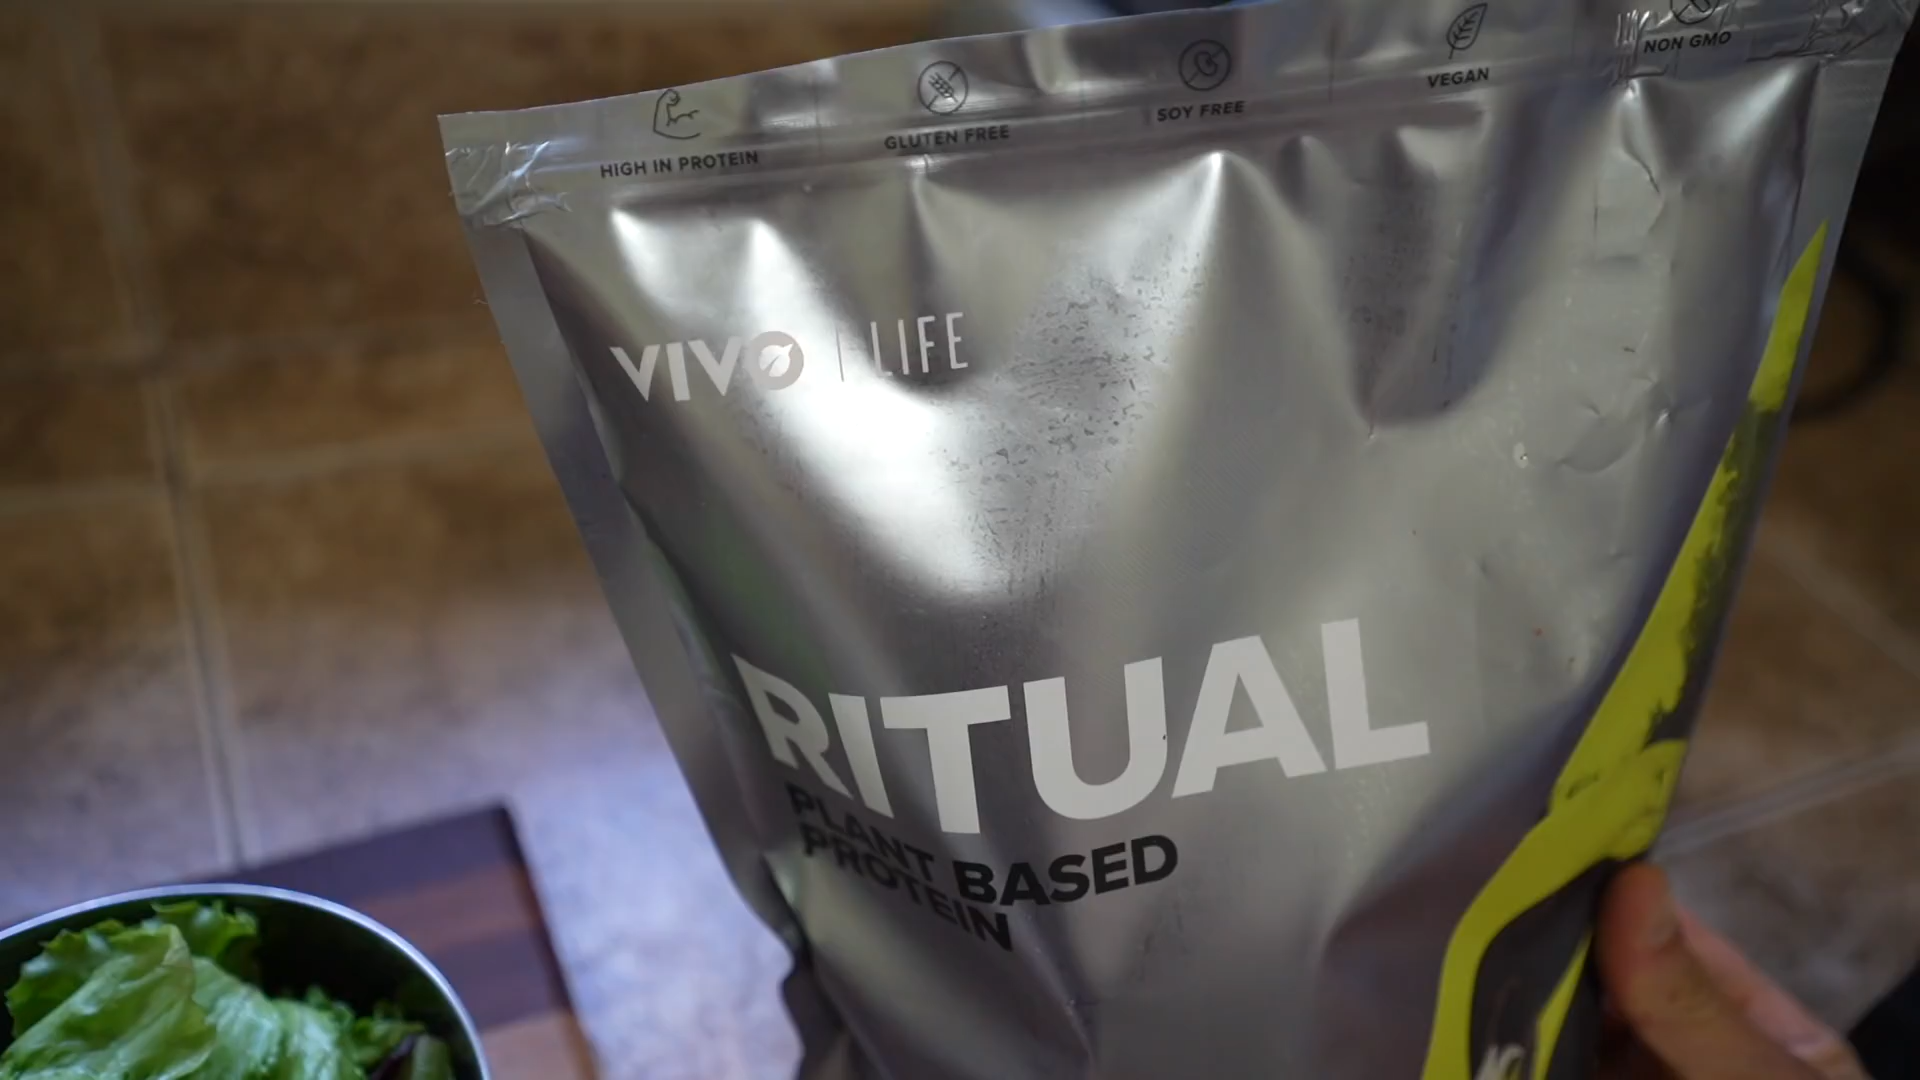 HIGH IN PROTEIN
GLUTEN FREE
SOY FREE
VEGAN
NON GMO
VIVO | LIFE
RITUAL
PLANT BASED
PROTEIN